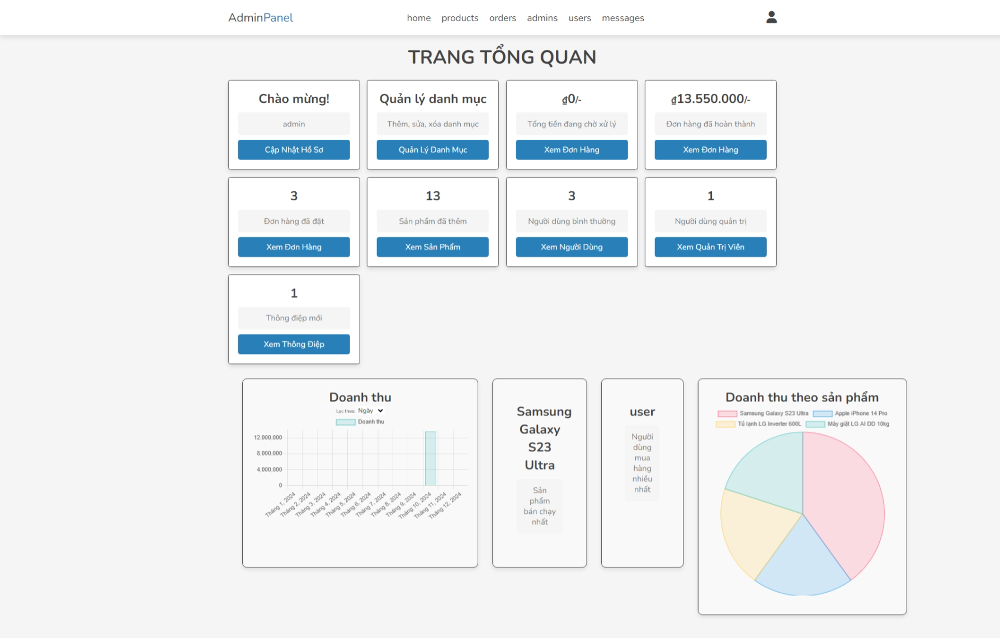 AdminPanel
home products orders admins users messages
TRANG TỔNG QUAN
Chào mừng!
admin
Cập Nhật Hồ Sơ
Quản lý danh mục
Thêm, sửa, xóa danh mục
Quản Lý Danh Mục
₫0/-
Tổng tiền đang chờ xử lý
Xem Đơn Hàng
₫13.550.000/-
Đơn hàng đã hoàn thành
Xem Đơn Hàng
3
Đơn hàng đã đặt
Xem Đơn Hàng
13
Sản phẩm đã thêm
Xem Sản Phẩm
3
Người dùng bình thường
Xem Người Dùng
1
Người dùng quản trị
Xem Quản Trị Viên
1
Thông điệp mới
Xem Thông Điệp
Doanh thu
Lọc theo: Ngày
Doanh thu
12,000,000
8,000,000
4,000,000
0
Tháng 1, 2024
Tháng 2, 2024
Tháng 3, 2024
Tháng 4, 2024
Tháng 5, 2024
Tháng 6, 2024
Tháng 7, 2024
Tháng 8, 2024
Tháng 9, 2024
Tháng 10, 2024
Tháng 11, 2024
Tháng 12, 2024
Samsung
Galaxy
S23
Ultra
Sản
phẩm
bán chạy
nhất
user
Người
dùng
mua
hàng
nhiều
nhất
Doanh thu theo sản phẩm
Samsung Galaxy S23 Ultra Apple iPhone 14 Pro
Tủ lạnh LG Inverter 600L Máy giặt LG AI DD 10kg